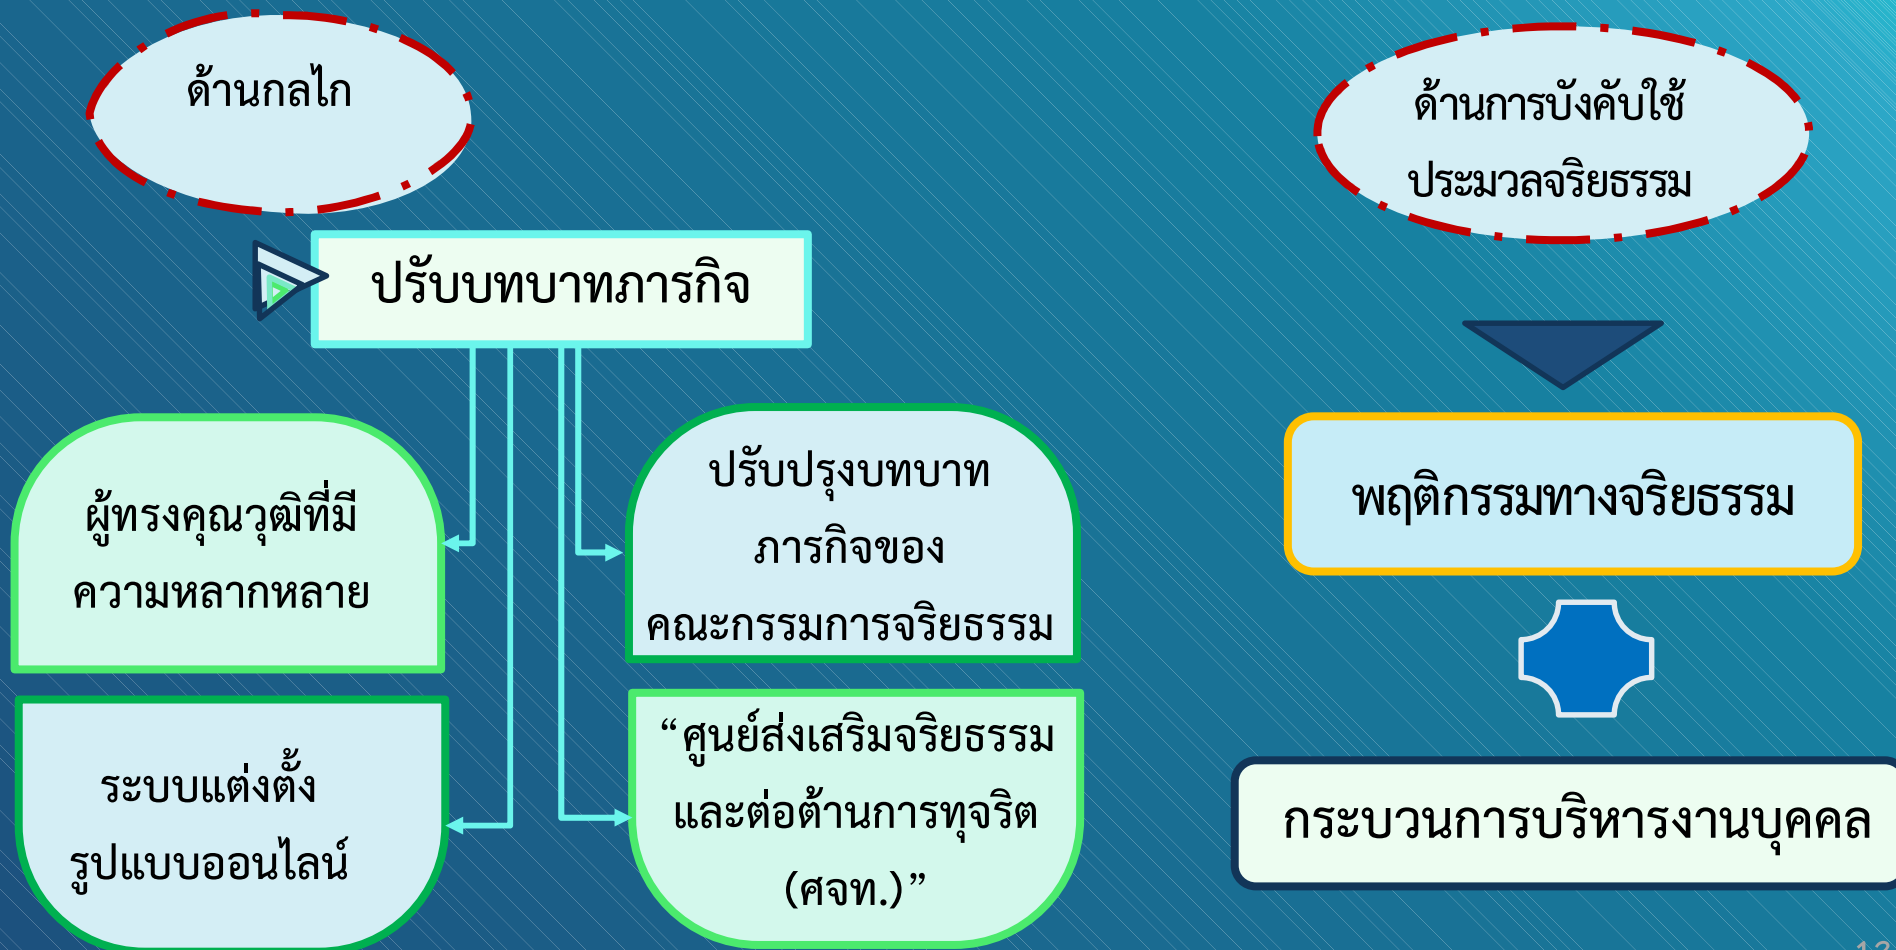 ด้านกลไก
ปรับบทบาทภารกิจ
ผู้ทรงคุณวุฒิที่มี
ความหลากหลาย
ปรับปรุงบทบาท
ภารกิจของ
คณะกรรมการจริยธรรม
ระบบแต่งตั้ง
รูปแบบออนไลน์
“ศูนย์ส่งเสริมจริยธรรม
และต่อต้านการทุจริต
(ศจท.)”
ด้านการบังคับใช้
ประมวลจริยธรรม
พฤติกรรมทางจริยธรรม
กระบวนการบริหารงานบุคคล